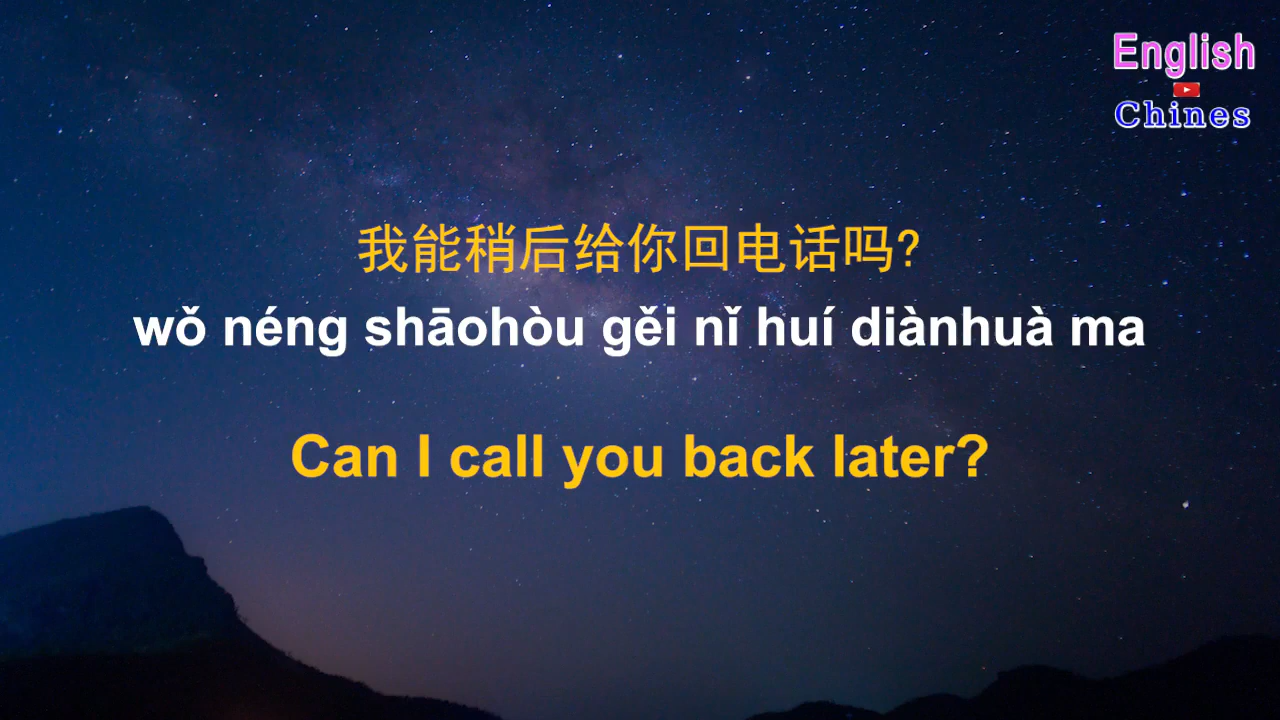 English
Chines
我能稍后给你回电话吗?
wǒ néng shāohòu gěi nǐ huí diànhuà ma
Can I call you back later?